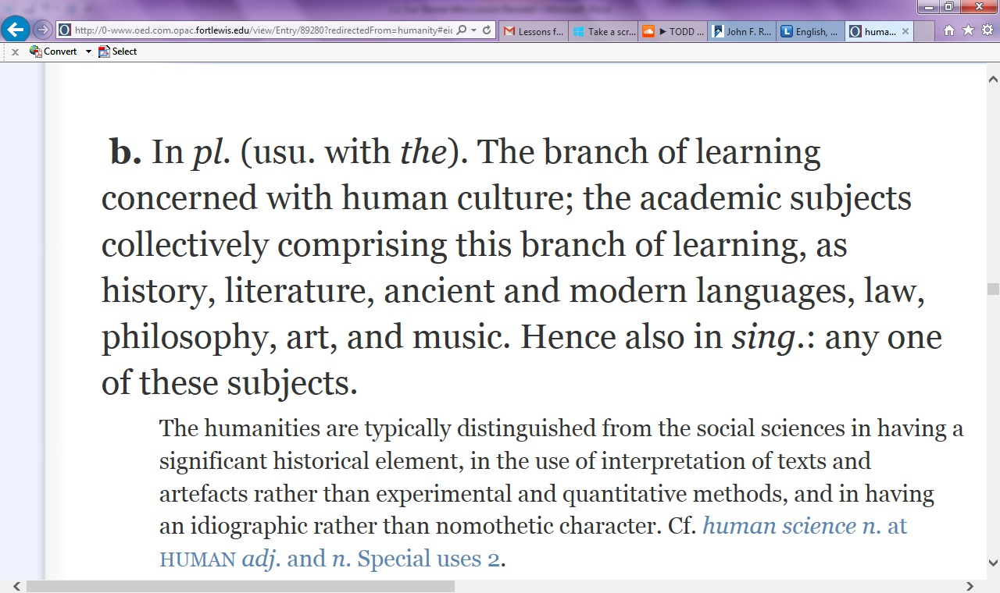 http://0-www.oed.com.opac.fortlewis.edu/view/Entry/89280?redirectedFrom=humanity#eid
Lessons f...
Take a scr...
► TODD ...
John F. R...
English, ...
huma...
x Convert Select
b. In pl. (usu. with the). The branch of learning
concerned with human culture; the academic subjects
collectively comprising this branch of learning, as
history, literature, ancient and modern languages, law,
philosophy, art, and music. Hence also in sing.: any one
of these subjects.
The humanities are typically distinguished from the social sciences in having a
significant historical element, in the use of interpretation of texts and
artefacts rather than experimental and quantitative methods, and in having
an idiographic rather than nomothetic character. Cf. human science n. at
HUMAN adj. and n. Special uses 2.